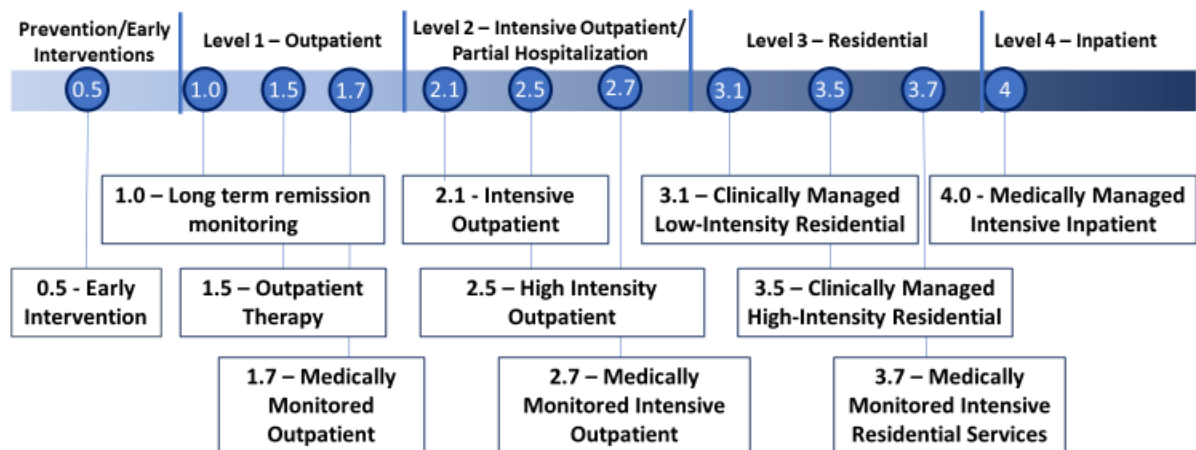 Prevention/Early
Interventions
Level 1 – Outpatient
Level 2 – Intensive Outpatient/
Partial Hospitalization
Level 3 – Residential
Level 4 – Inpatient
0.5
1.0
1.5
1.7
2.1
2.5
2.7
3.1
3.5
3.7
4
1.0 – Long term remission
monitoring
2.1 - Intensive
Outpatient
3.1 – Clinically Managed
Low-Intensity Residential
4.0 - Medically Managed
Intensive Inpatient
0.5 - Early
Intervention
1.5 – Outpatient
Therapy
2.5 – High Intensity
Outpatient
3.5 – Clinically Managed
High-Intensity Residential
1.7 – Medically
Monitored
Outpatient
2.7 – Medically
Monitored Intensive
Outpatient
3.7 – Medically
Monitored Intensive
Residential Services